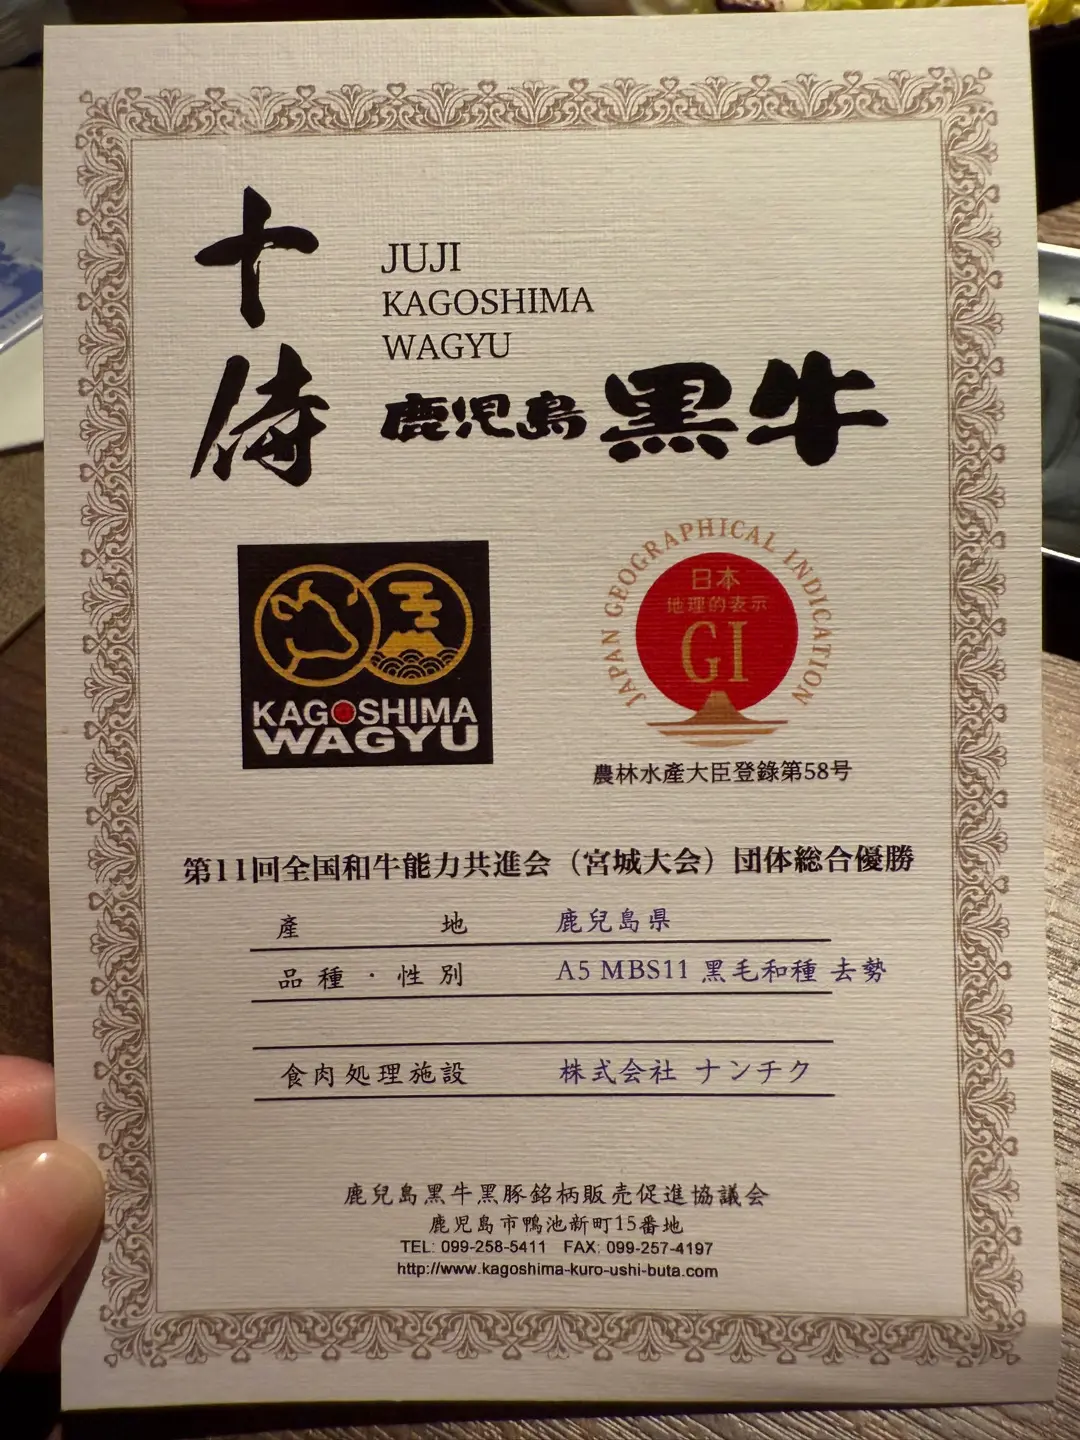 十侍
JUJI
KAGOSHIMA
WAGYU
鹿児島黒牛
KAGOSHIMA
WAGYU
JAPAN GEOGRAPHICAL INDICATION
日本
地理的表示
GI
農林水產大臣登錄第58号
第11回全国和牛能力共進会（宮城大会）団体総合優勝
產 地 鹿兒島県
品種・性別 A5 MBS11 黒毛和種 去勢
食肉処理施設 株式会社 ナンチク
鹿兒島黒牛黒豚銘柄販売促進協議会
鹿児島市鴨池新町15番地
TEL: 099-258-5411 FAX: 099-257-4197
http://www.kagoshima-kuro-ushi-buta.com